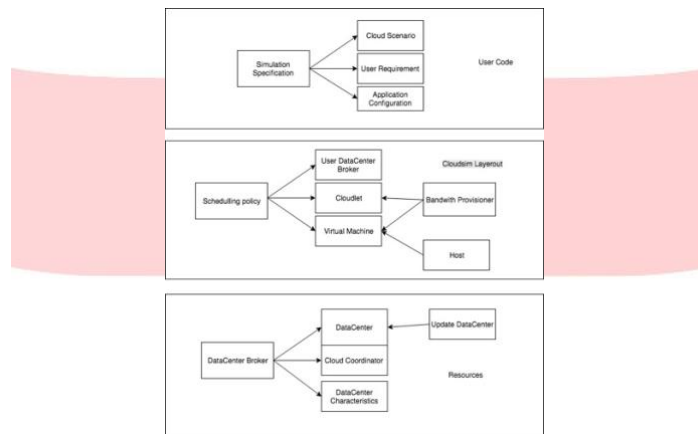 Cloud Scenario
Simulation
Specification
User Requirement
User Code
Application
Configuration
User DataCenter
Broker
Cloudsim Layerout
Schedulling policy
Cloudlet
Bandwith Provisioner
Virtual Machine
Host
DataCenter
Update DataCenter
DataCenter Broker
Cloud Coordinator
Resources
DataCenter
Characteristics